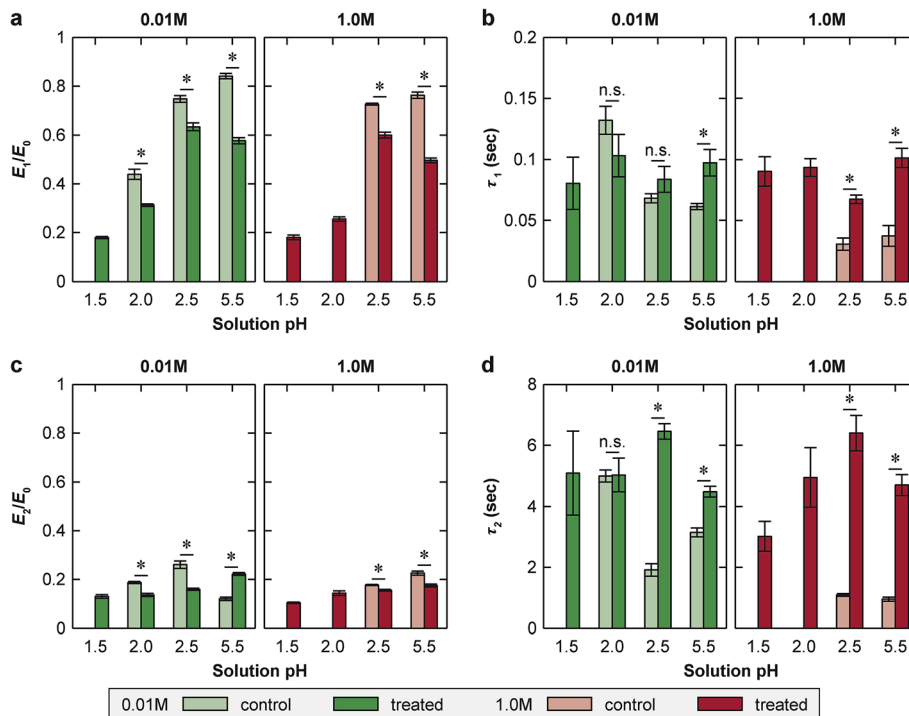 a
0.01M
1.0M
E1/E0
1
0.8
0.6
0.4
0.2
0
*
*
*
*
*
1.5 2.0 2.5 5.5
1.5 2.0 2.5 5.5
Solution pH
b
0.01M
1.0M
τ1 (sec)
0.2
0.15
0.1
0.05
0
n.s.
n.s.
*
*
*
1.5 2.0 2.5 5.5
1.5 2.0 2.5 5.5
Solution pH
c
0.01M
1.0M
E2/E0
1
0.8
0.6
0.4
0.2
0
*
*
*
*
*
1.5 2.0 2.5 5.5
1.5 2.0 2.5 5.5
Solution pH
d
0.01M
1.0M
τ2 (sec)
8
6
4
2
0
n.s.
*
*
*
*
1.5 2.0 2.5 5.5
1.5 2.0 2.5 5.5
Solution pH
0.01M control treated 1.0M control treated